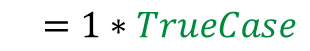 = 1 ∗ TrueCase